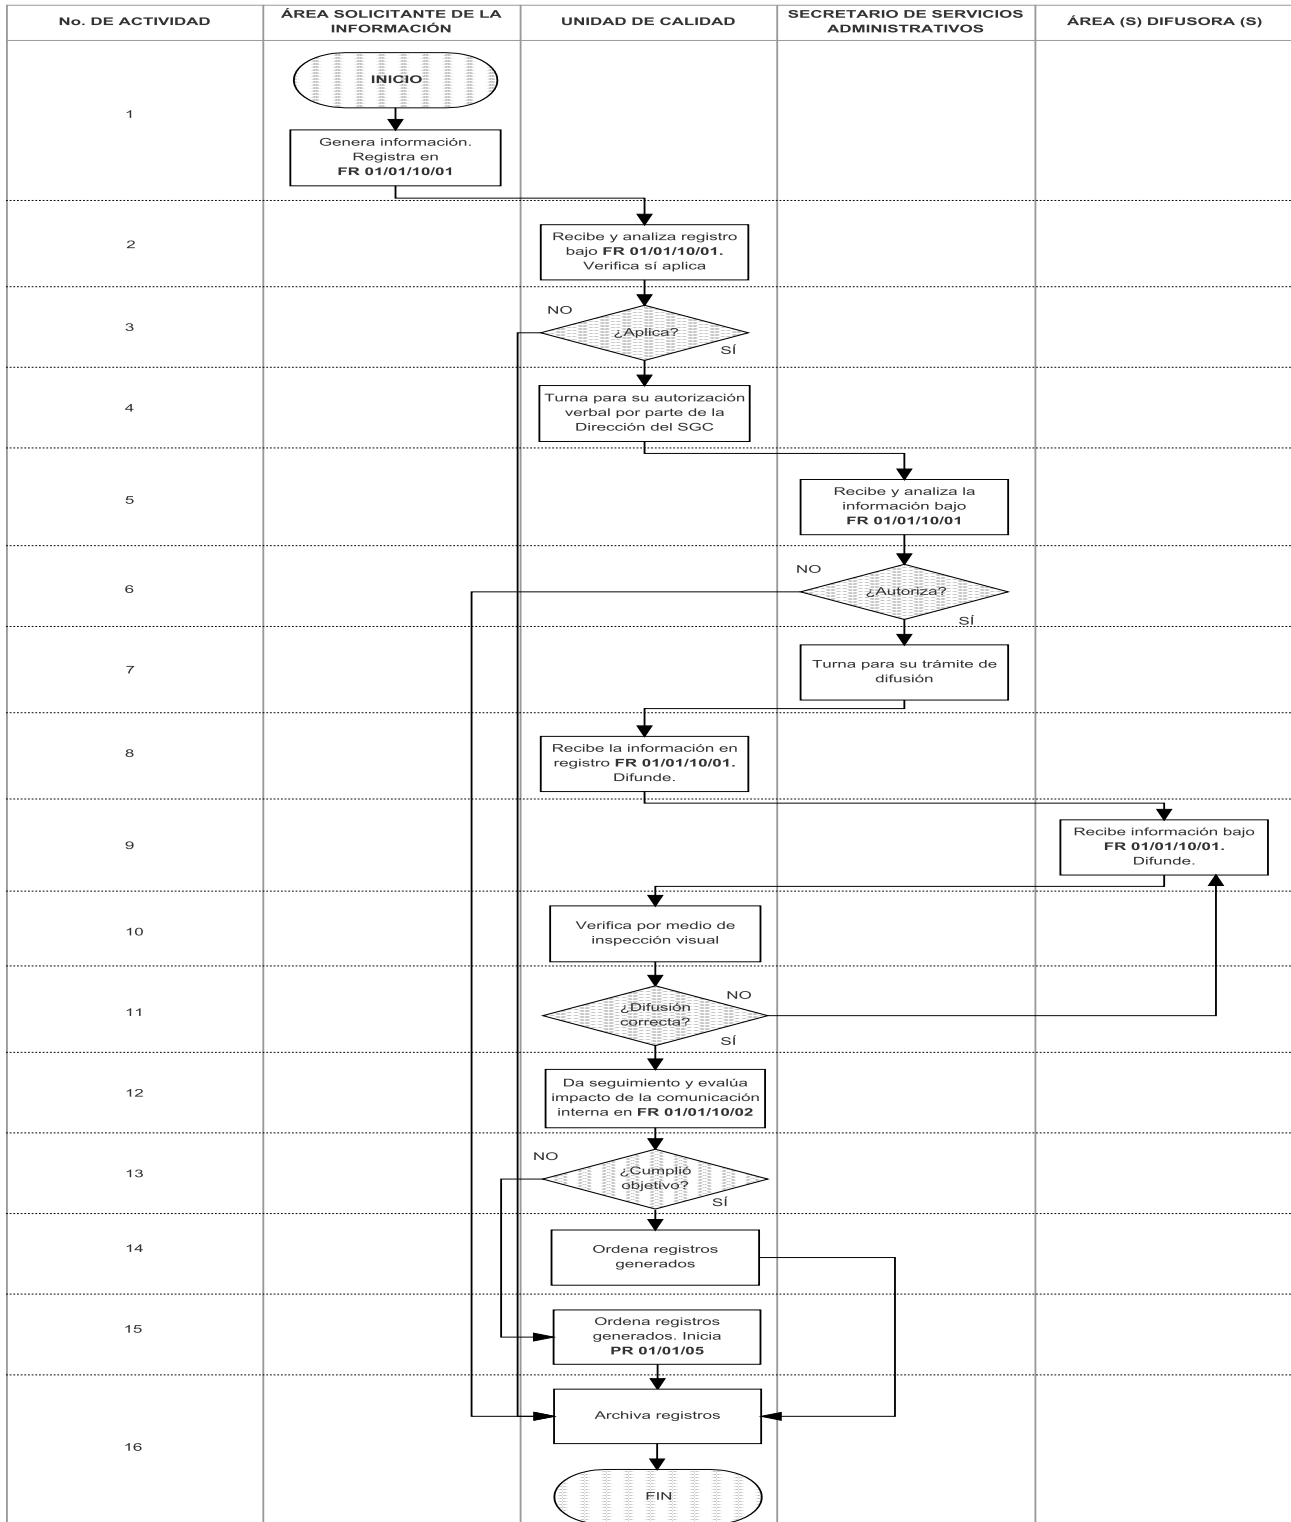 No. DE ACTIVIDAD
ÁREA SOLICITANTE DE LA
INFORMACIÓN
UNIDAD DE CALIDAD
SECRETARIO DE SERVICIOS
ADMINISTRATIVOS
ÁREA (S) DIFUSORA (S)
INICIO
1
Genera información.
Registra en
FR 01/01/10/01
2
Recibe y analiza registro
bajo FR 01/01/10/01.
Verifica sí aplica
NO
3
¿Aplica?
SÍ
4
Turna para su autorización
verbal por parte de la
Dirección del SGC
5
Recibe y analiza la
información bajo
FR 01/01/10/01
NO
6
¿Autoriza?
SÍ
7
Turna para su trámite de
difusión
8
Recibe la información en
registro FR 01/01/10/01.
Difunde.
9
Recibe información bajo
FR 01/01/10/01.
Difunde.
10
Verifica por medio de
inspección visual
NO
11
¿Difusión
correcta?
SÍ
12
Da seguimiento y evalúa
impacto de la comunicación
interna en FR 01/01/10/02
NO
13
¿Cumplió
objetivo?
SÍ
14
Ordena registros
generados
15
Ordena registros
generados. Inicia
PR 01/01/05
Archiva registros
16
FIN